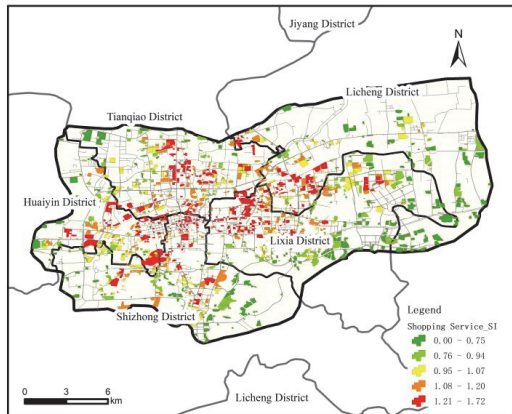 Jiyang District
N
Licheng District
Tianqiao District
Huaiyin District
Lixia District
Shizhong District
Licheng District
Legend
Shopping Service_SI
0.00 - 0.75
0.76 - 0.94
0.95 - 1.07
1.08 - 1.20
1.21 - 1.72
0 3 6
km